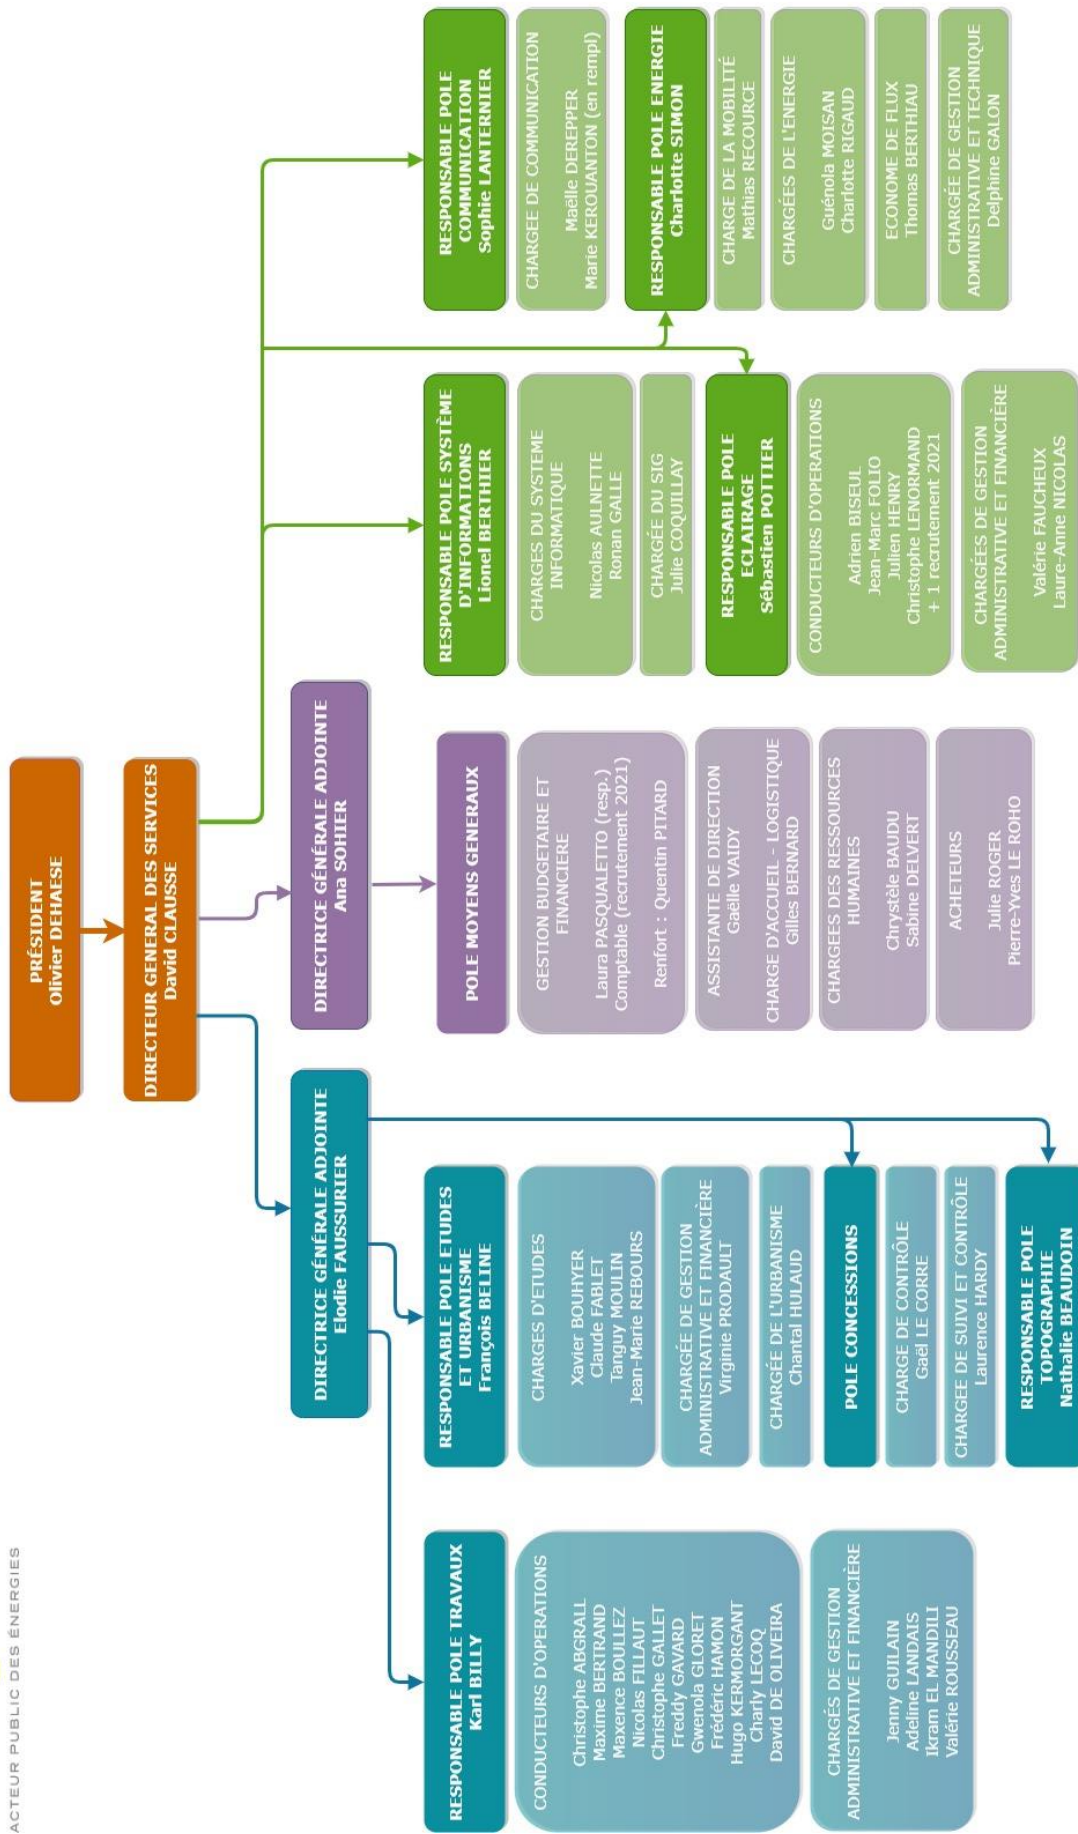 ACTEUR PUBLIC DES ÉNERGIES
PRÉSIDENT
Olivier DEHAESE
DIRECTEUR GENERAL DES SERVICES
David CLAUSSE
DIRECTRICE GÉNÉRALE ADJOINTE
Elodie FAUSSURIER
DIRECTRICE GÉNÉRALE ADJOINTE
Ana SOHIER
RESPONSABLE POLE TRAVAUX
Karl BILLY
CONDUCTEURS D'OPERATIONS
Christophe ABGRALL
Maxime BERTRAND
Maxence BOULLEZ
Nicolas FILLAUT
Christophe GALLET
Freddy GAVARD
Gwenola GLORET
Frédéric HAMON
Hugo KERMORGANT
Charly LECOQ
David DE OLIVEIRA
CHARGÉS DE GESTION
ADMINISTRATIVE ET FINANCIÈRE
Jenny GUILAIN
Adeline LANDAIS
Ikram EL MANDILI
Valérie ROUSSEAU
RESPONSABLE POLE ETUDES
ET URBANISME
François BELINE
CHARGES D'ETUDES
Xavier BOUHYER
Claude FABLET
Tanguy MOULIN
Jean-Marie REBOURS
CHARGÉE DE GESTION
ADMINISTRATIVE ET FINANCIÈRE
Virginie PRODAULT
CHARGÉE DE L'URBANISME
Chantal HULAUD
POLE CONCESSIONS
CHARGE DE CONTRÔLE
Gaël LE CORRE
CHARGEE DE SUIVI ET CONTRÔLE
Laurence HARDY
RESPONSABLE POLE
TOPOGRAPHIE
Nathalie BEAUDOIN
POLE MOYENS GENERAUX
GESTION BUDGETAIRE ET
FINANCIERE
Laura PASQUALETTO (resp.)
Comptable (recrutement 2021)
Renfort : Quentin PITARD
ASSISTANTE DE DIRECTION
Gaëlle VAIDY
CHARGE D'ACCUEIL - LOGISTIQUE
Gilles BERNARD
CHARGEES DES RESSOURCES
HUMAINES
Chrystèle BAUDU
Sabine DELVERT
ACHETEURS
Julie ROGER
Pierre-Yves LE ROHO
RESPONSABLE POLE SYSTÈME
D'INFORMATIONS
Lionel BERTHIER
CHARGES DU SYSTEME
INFORMATIQUE
Nicolas AULNETTE
Ronan GALLE
CHARGÉE DU SIG
Julie COQUILLAY
RESPONSABLE POLE
ECLAIRAGE
Sébastien POTTIER
CONDUCTEURS D'OPERATIONS
Adrien BISEUL
Jean-Marc FOLIO
Julien HENRY
Christophe LENORMAND
+ 1 recrutement 2021
CHARGÉES DE GESTION
ADMINISTRATIVE ET FINANCIÈRE
Valérie FAUCHEUX
Laure-Anne NICOLAS
RESPONSABLE POLE
COMMUNICATION
Sophie LANTERNIER
CHARGEE DE COMMUNICATION
Maëlle DEREPPER
Marie KEROUANTON (en rempl)
RESPONSABLE POLE ENERGIE
Charlotte SIMON
CHARGE DE LA MOBILITÉ
Mathias RECOURCE
CHARGÉES DE L'ENERGIE
Guénola MOISAN
Charlotte RIGAUD
ECONOME DE FLUX
Thomas BERTHIAU
CHARGÉE DE GESTION
ADMINISTRATIVE ET TECHNIQUE
Delphine GALON